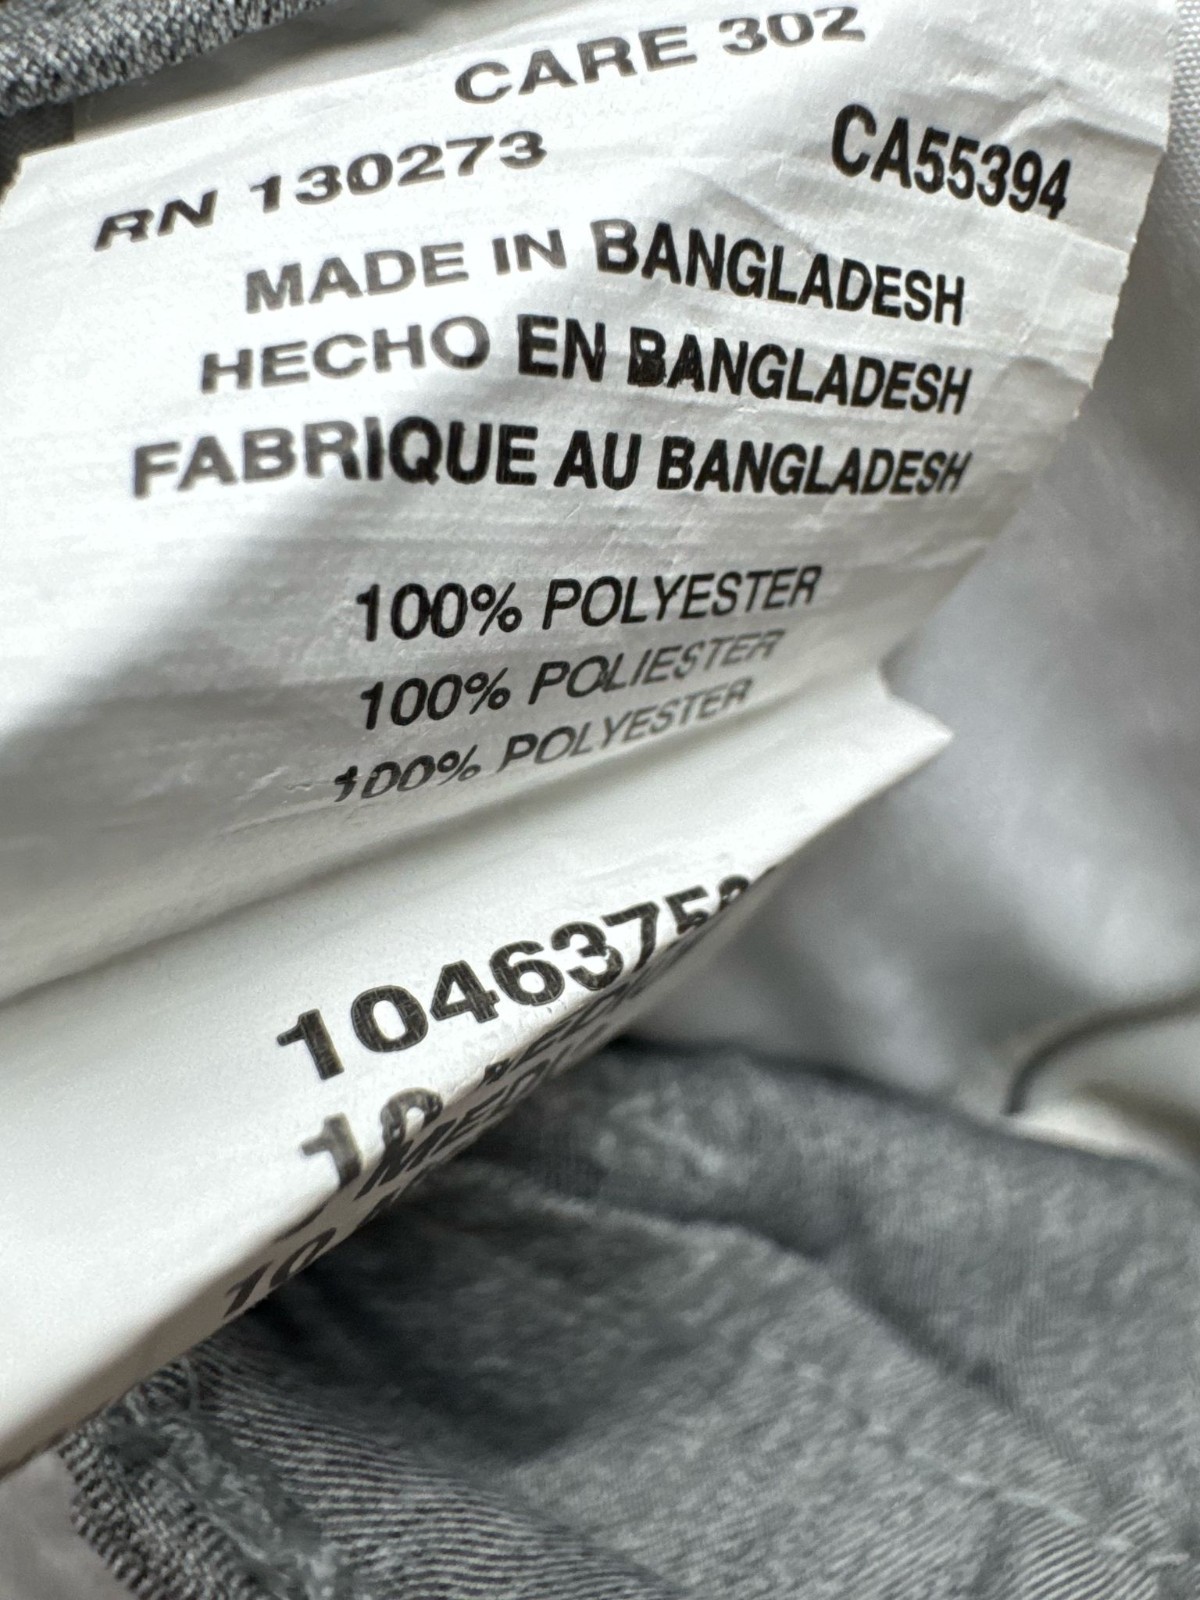 CARE 302
RN 130273 CA55394
MADE IN BANGLADESH
HECHO EN BANGLADESH
FABRIQUE AU BANGLADESH
100% POLYESTER
100% POLIESTER
100% POLYESTER